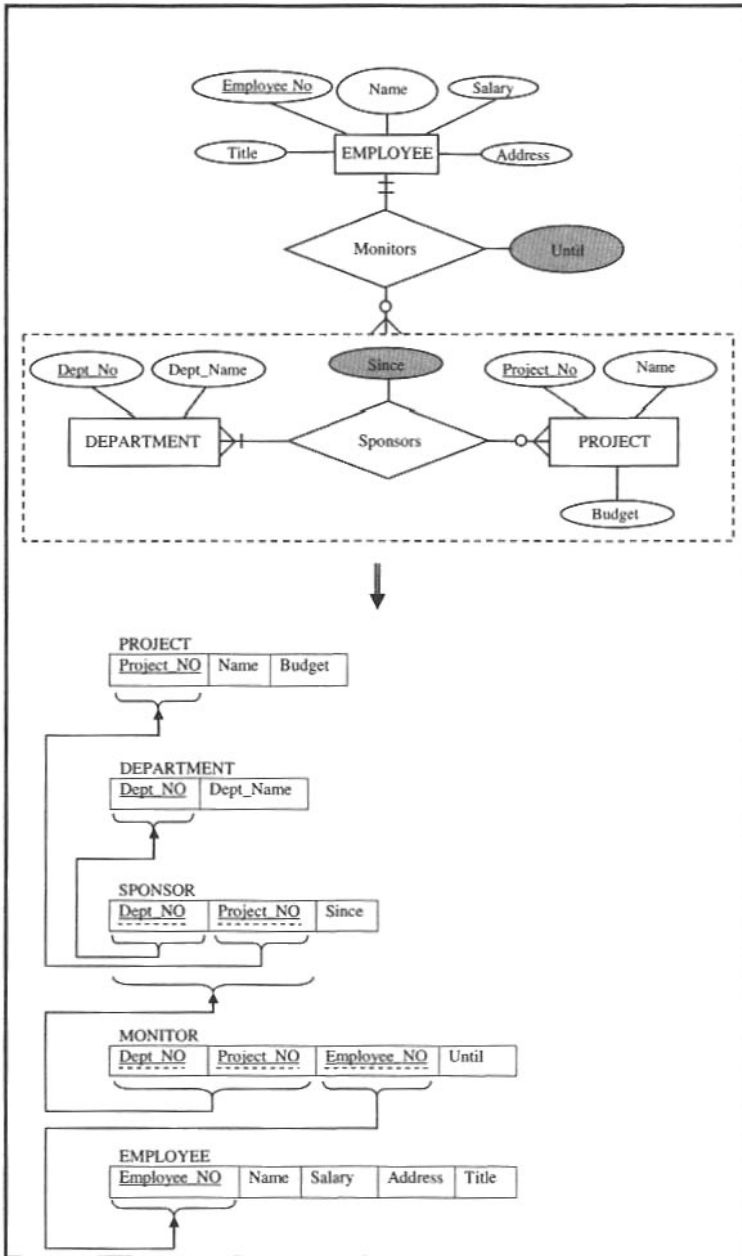 Employee No Name Salary
Title EMPLOYEE Address
Monitors Until
Dept_No Dept_Name Since Project_No Name
DEPARTMENT Sponsors PROJECT
Budget
PROJECT
Project_NO Name Budget
DEPARTMENT
Dept_NO Dept_Name
SPONSOR
Dept_NO Project_NO Since
MONITOR
Dept_NO Project_NO Employee_NO Until
EMPLOYEE
Employee_NO Name Salary Address Title